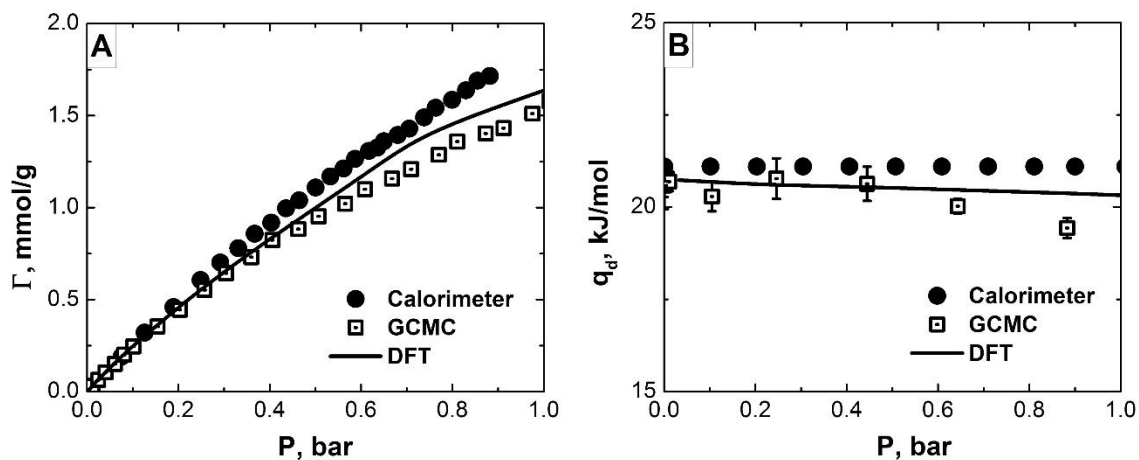 A
2.0
1.5
1.0
0.5
0.0
Γ, mmol/g
Calorimeter
GCMC
DFT
0.0 0.2 0.4 0.6 0.8 1.0
P, bar
B
25
20
15
q_d, kJ/mol
Calorimeter
GCMC
DFT
0.0 0.2 0.4 0.6 0.8 1.0
P, bar